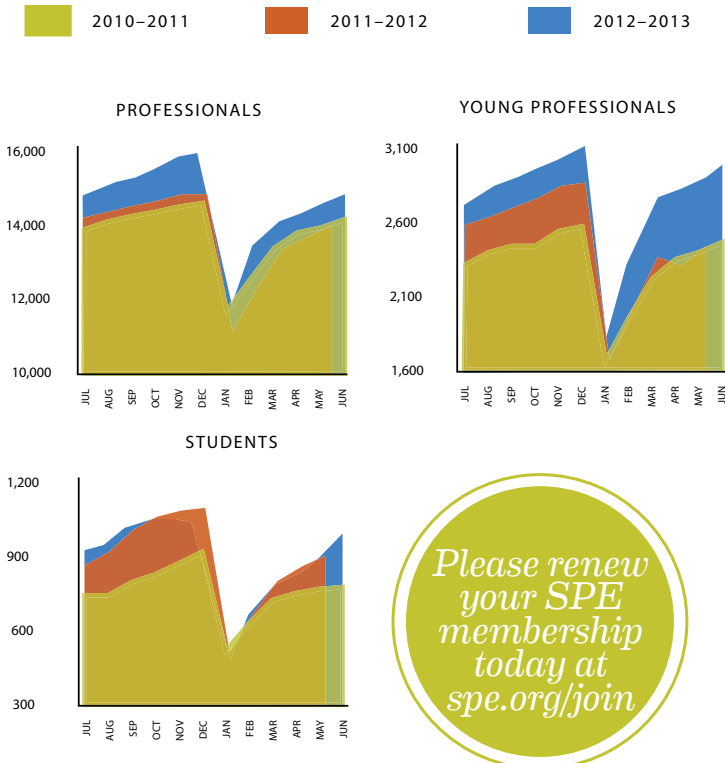 2010–2011 2011–2012 2012–2013
PROFESSIONALS
16,000
14,000
12,000
10,000
JUL AUG SEP OCT NOV DEC JAN FEB MAR APR MAY JUN
YOUNG PROFESSIONALS
3,100
2,600
2,100
1,600
JUL AUG SEP OCT NOV DEC JAN FEB MAR APR MAY JUN
STUDENTS
1,200
900
600
300
JUL AUG SEP OCT NOV DEC JAN FEB MAR APR MAY JUN
Please renew
your SPE
membership
today at
spe.org/join